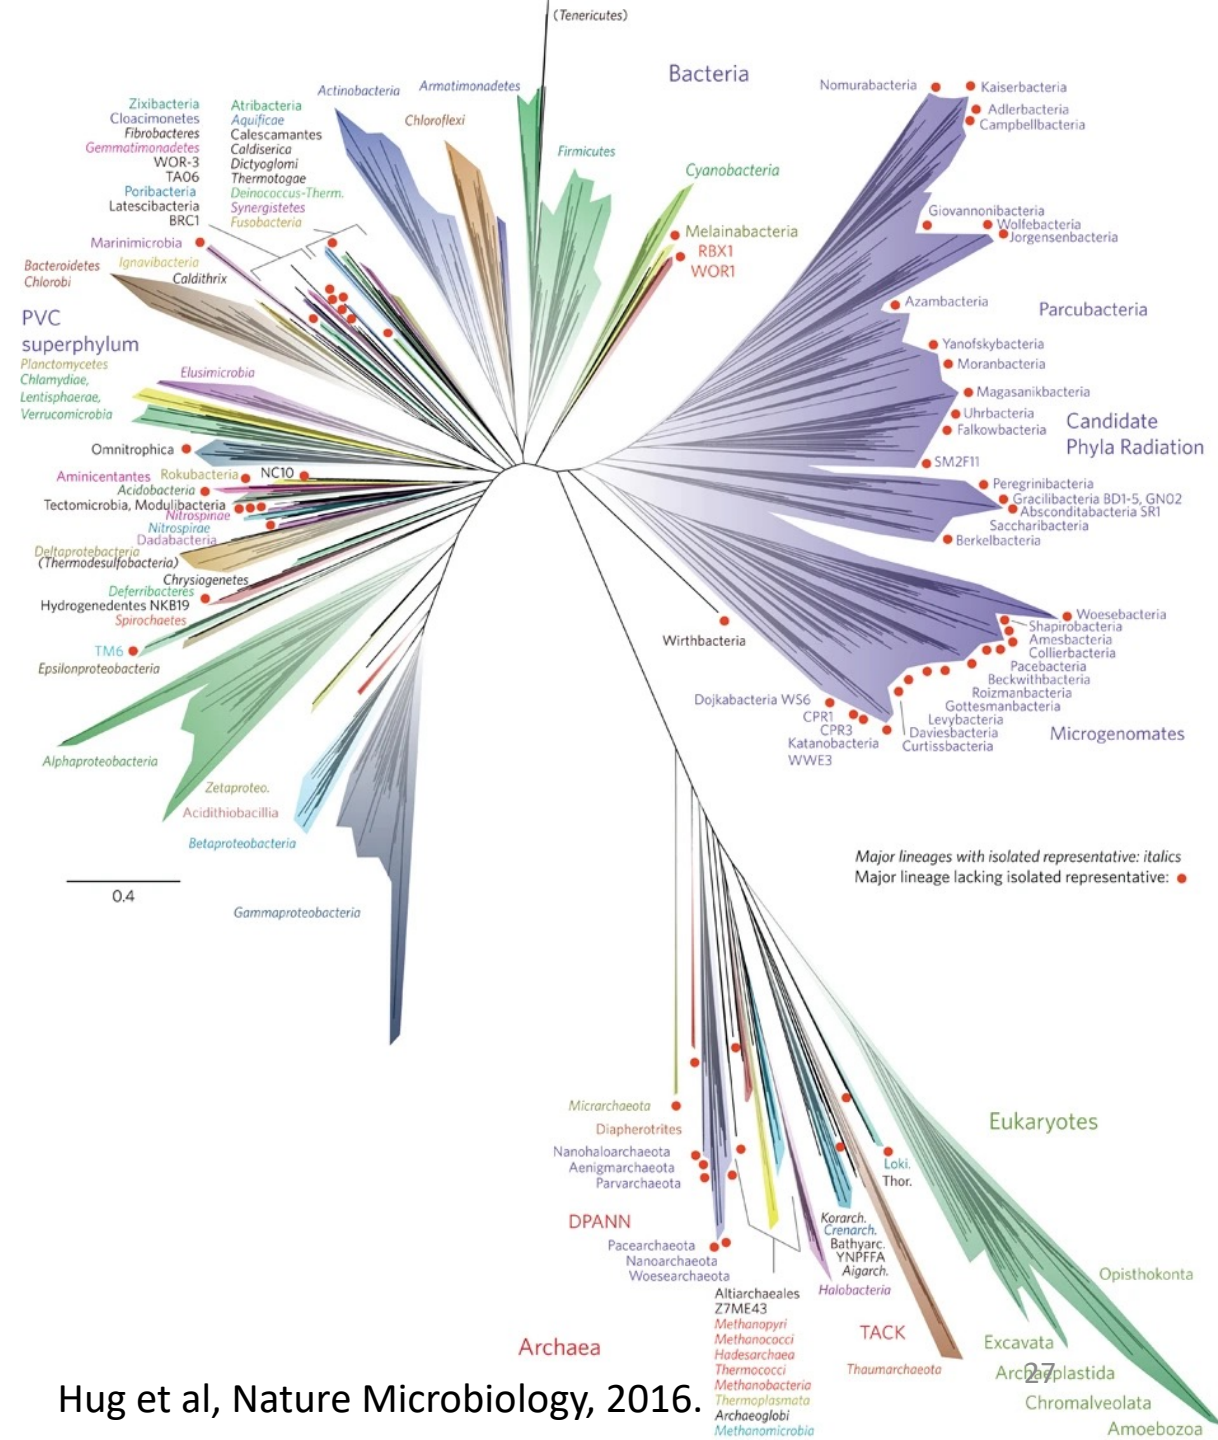 (Tenericutes)
Bacteria
Actinobacteria
Armatimonadetes
Chloroflexi
Firmicutes
Cyanobacteria
Melainabacteria
RBX1
WOR1
Zixibacteria
Cloacimonetes
Fibrobacteres
Gemmatimonadetes
WOR-3
TA06
Poribacteria
Latescibacteria
BRC1
Atribacteria
Aquificae
Calescamantes
Caldiserica
Dictyoglomi
Thermotogae
Deinococcus-Therm.
Synergistetes
Fusobacteria
Marinimicrobia
Bacteroidetes
Chlorobi
Ignavibacteria
Caldithrix
PVC
superphylum
Planctomycetes
Chlamydiae,
Lentisphaerae,
Verrucomicrobia
Elusimicrobia
Omnitrophica
Aminicentantes
Rokubacteria
NC10
Acidobacteria
Tectomicrobia, Modulibacteria
Nitrospinae
Nitrospirae
Dadabacteria
Deltaprotebacteria
(Thermodesulfobacteria)
Chrysiogenetes
Deferribacteres
Hydrogenedentes NKB19
Spirochaetes
TM6
Epsilonproteobacteria
Alphaproteobacteria
Zetaproteo.
Acidithiobacillia
Betaproteobacteria
Gammaproteobacteria
0.4
Nomurabacteria
Kaiserbacteria
Adlerbacteria
Campbellbacteria
Giovannonibacteria
Wolfebacteria
Jorgensenbacteria
Azambacteria
Parcubacteria
Yanofskybacteria
Moranbacteria
Magasanikbacteria
Uhrbacteria
Falkowbacteria
Candidate
Phyla Radiation
SM2F11
Peregrinibacteria
Gracilibacteria BD1-5, GN02
Absconditabacteria SR1
Saccharibacteria
Berkelbacteria
Woesebacteria
Shapirobacteria
Amesbacteria
Collierbacteria
Pacebacteria
Beckwithbacteria
Roizmanbacteria
Gottesmanbacteria
Levybacteria
Daviesbacteria
Curtissbacteria
Microgenomates
Wirthbacteria
Dojkabacteria WS6
CPR1
CPR3
Katanobacteria
WWE3
Major lineages with isolated representative: italics
Major lineage lacking isolated representative:
Micrarchaeota
Diapherotrites
Nanohaloarchaeota
Aenigmarchaeota
Parvarchaeota
DPANN
Pacearchaeota
Nanoarchaeota
Woesearchaeota
Altiarchaeales
Z7ME43
Methanopyri
Methanococci
Hadesarchaea
Thermococci
Methanobacteria
Thermoplasmata
Archaeoglobi
Methanomicrobia
Archaea
Halobacteria
Korarch.
Crenarch.
Bathyarc.
YNPFFA
Aigarch.
TACK
Thaumarchaeota
Loki.
Thor.
Eukaryotes
Opisthokonta
Excavata
Archaeplastida
27
Chromalveolata
Amoebozoa
Hug et al, Nature Microbiology, 2016.